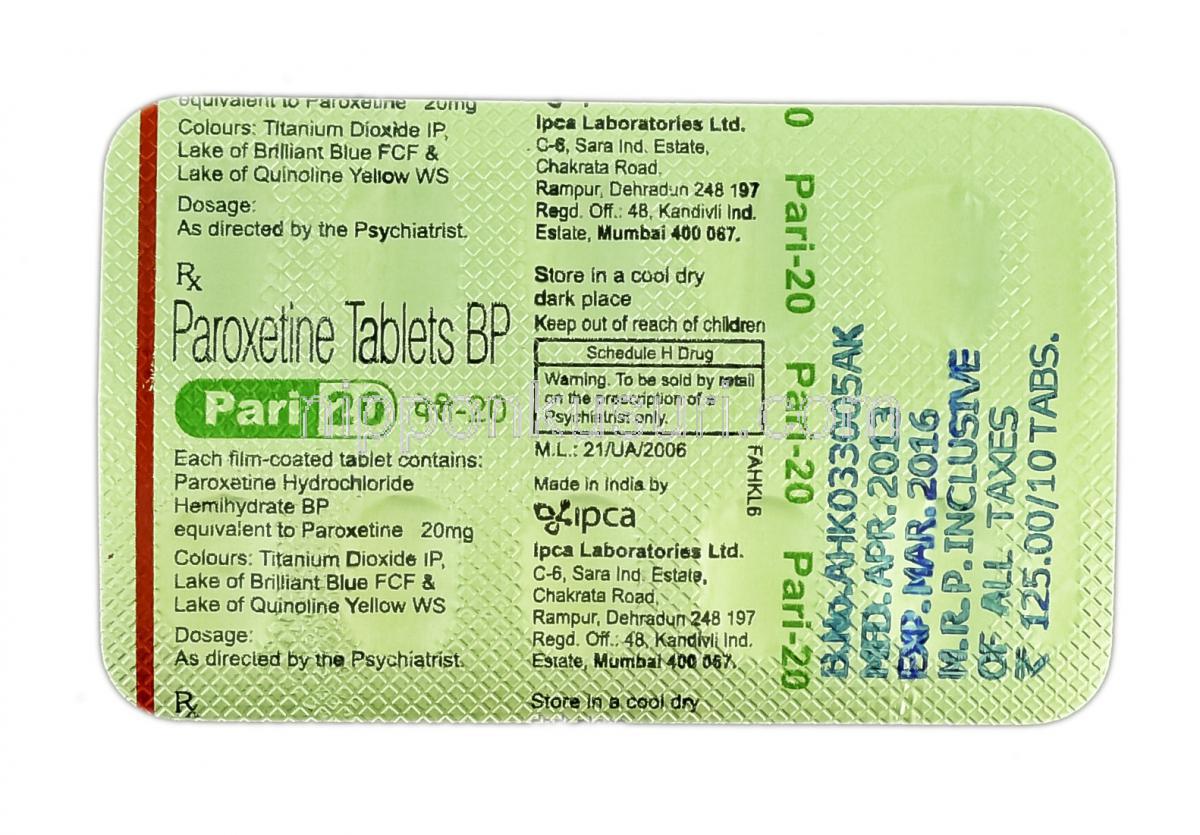 equivalent to Paroxetine 20mg
Colours: Titanium Dioxide IP,
Lake of Brilliant Blue FCF &
Lake of Quinoline Yellow WS
Dosage:
As directed by the Psychiatrist.
Rx
Paroxetine Tablets BP
Pari 20 परी-२०
Each film-coated tablet contains:
Paroxetine Hydrochloride
Hemihydrate BP
equivalent to Paroxetine 20mg
Colours: Titanium Dioxide IP,
Lake of Brilliant Blue FCF &
Lake of Quinoline Yellow WS
Dosage:
As directed by the Psychiatrist.
Rx
Ipca Laboratories Ltd.
C-6, Sara Ind. Estate,
Chakrata Road,
Rampur, Dehradun 248 197
Regd. Off.: 48, Kandivli Ind.
Estate, Mumbai 400 067.
Store in a cool dry
dark place
Keep out of reach of children
Schedule H Drug
Warning. To be sold by retail
on the prescription of a
Psychiatrist only.
M.L.: 21/UA/2006
Made in India by
ipca
Ipca Laboratories Ltd.
C-6, Sara Ind. Estate,
Chakrata Road,
Rampur, Dehradun 248 197
Regd. Off.: 48, Kandivli Ind.
Estate, Mumbai 400 067.
Store in a cool dry
FAHKL6
0 Pari-20 Pari-20 Pari-20
B.No.AHK033005AK
MFD.APR.2013
EXP.MAR.2016
M.R.P.INCLUSIVE
OF ALL TAXES
₹ 125.00/10 TABS.
nipponkusuri.com